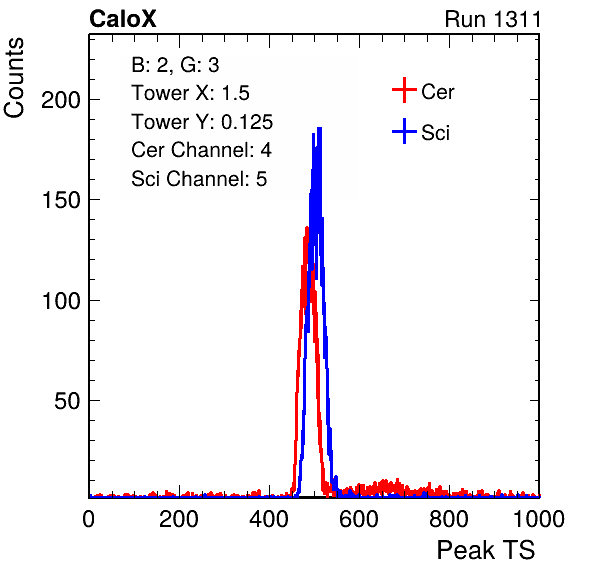 CaloX Run 1311
Counts
B: 2, G: 3
Tower X: 1.5
Tower Y: 0.125
Cer Channel: 4
Sci Channel: 5
Cer
Sci
200
150
100
50
0 200 400 600 800 1000
Peak TS